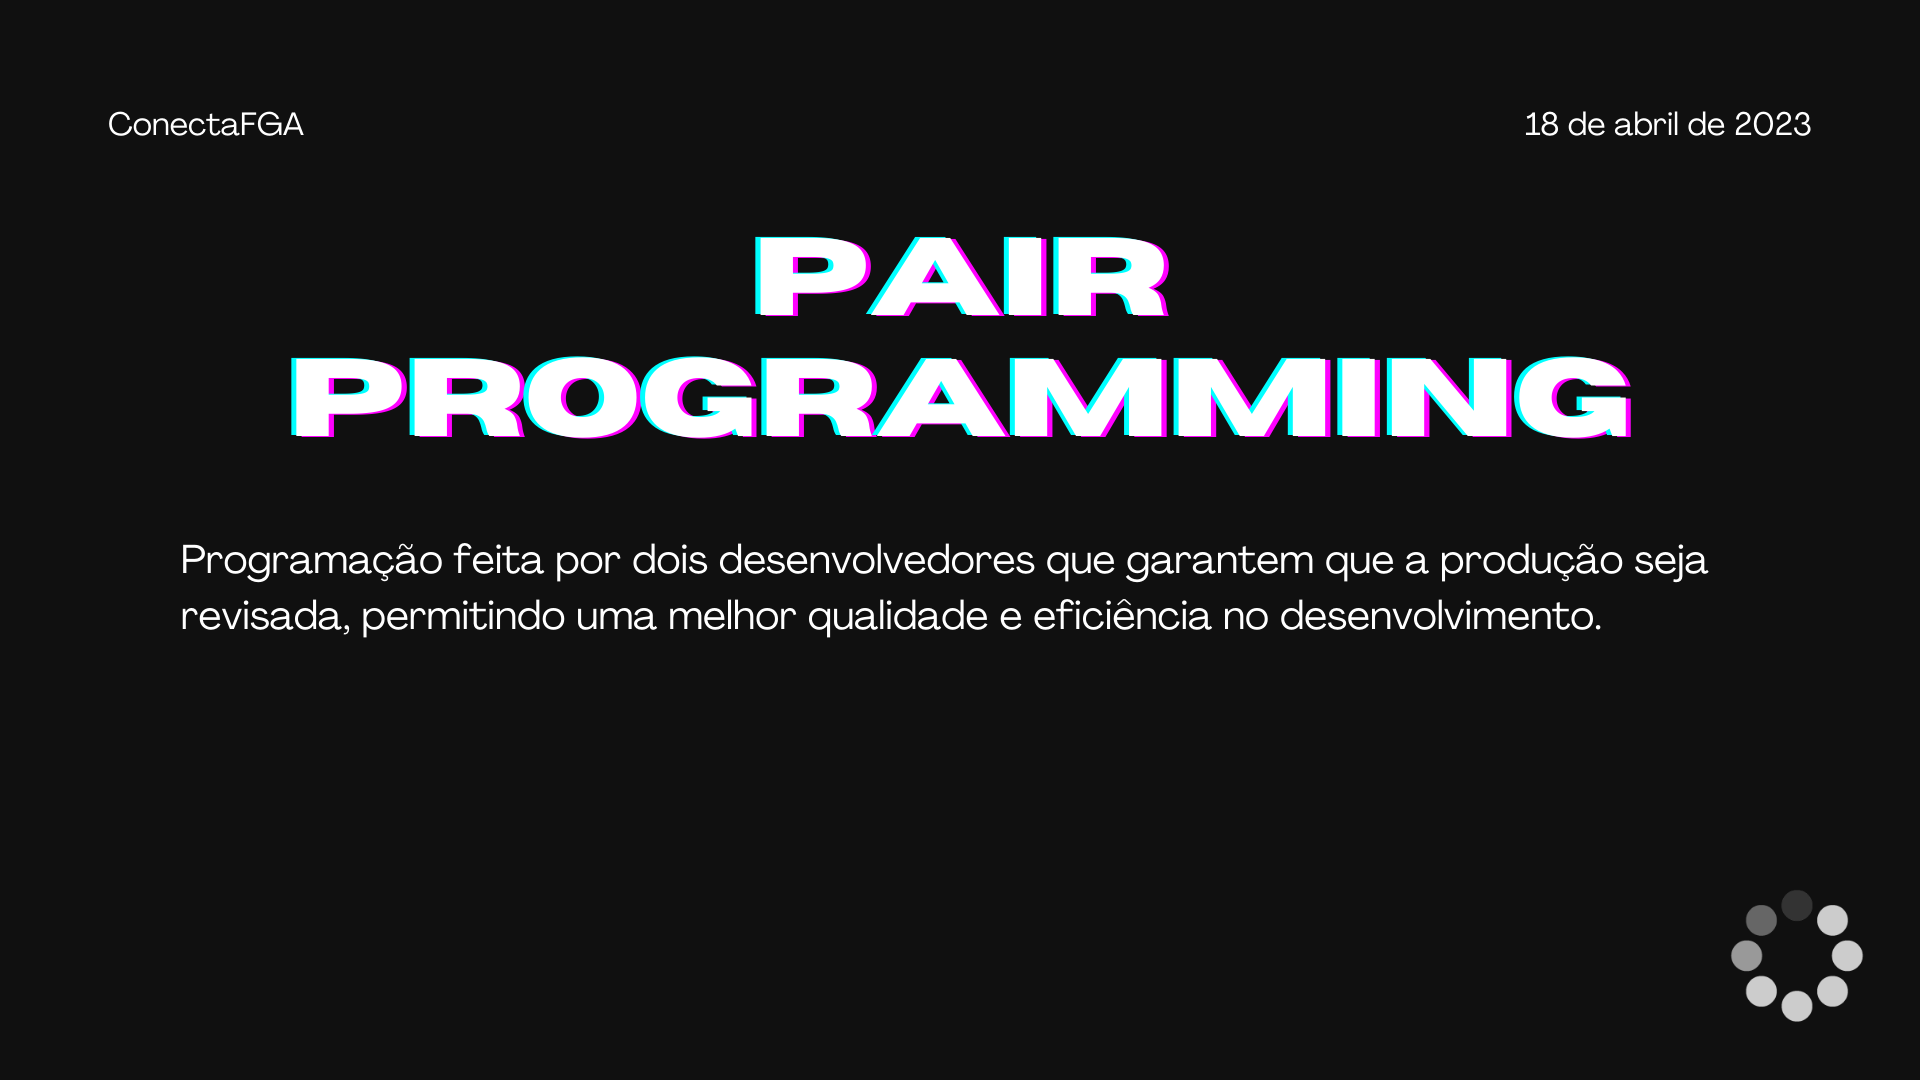 ConectaFGA
18 de abril de 2023
PAIR
PROGRAMMING
Programação feita por dois desenvolvedores que garantem que a produção seja
revisada, permitindo uma melhor qualidade e eficiência no desenvolvimento.